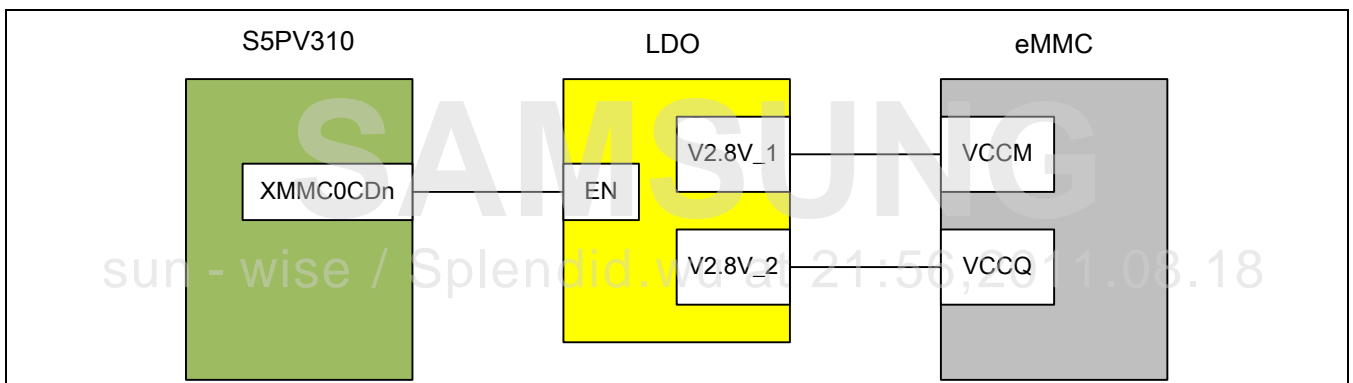 S5PV310
LDO
eMMC
SAMSUNG
V2.8V_1
VCCM
XMMC0CDn
EN
V2.8V_2
VCCQ
sun - wise / Splendid.wu at 21:56,2011.08.18